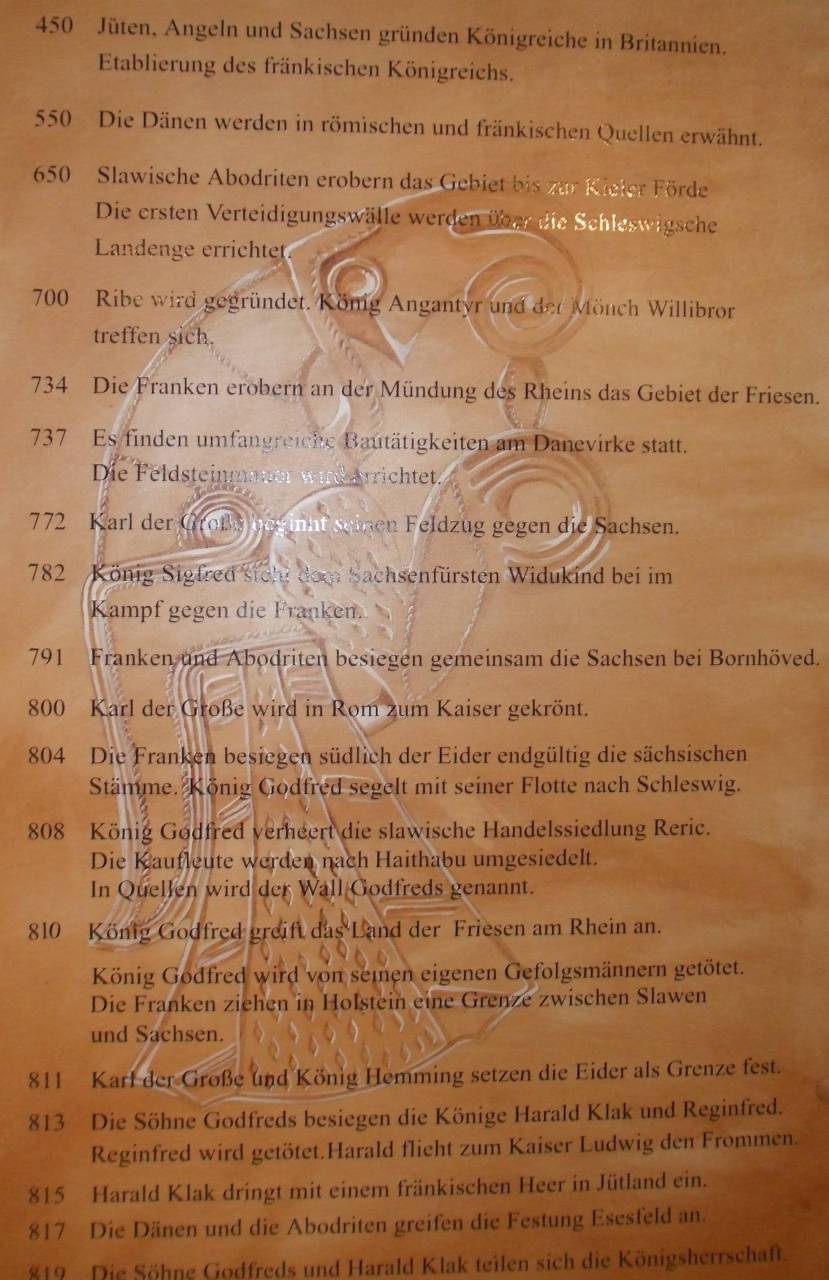 450 Jüten, Angeln und Sachsen gründen Königreiche in Britannien.
Etablierung des fränkischen Königreichs.
550 Die Dänen werden in römischen und fränkischen Quellen erwähnt.
650 Slawische Abodriten erobern das Gebiet bis zur Kieler Förde
Die ersten Verteidigungswälle werden über die Schleswigsche
Landenge errichtet.
700 Ribe wird gegründet. König Angantyr und der Mönch Willibror
treffen sich.
734 Die Franken erobern an der Mündung des Rheins das Gebiet der Friesen.
737 Es finden umfangreiche Bautätigkeiten am Danevirke statt.
Die Feldsteinmauer wird errichtet.
772 Karl der Große beginnt seinen Feldzug gegen die Sachsen.
782 König Sigfred steht dem Sachsenfürsten Widukind bei im
Kampf gegen die Franken.
791 Franken und Abodriten besiegen gemeinsam die Sachsen bei Bornhöved.
800 Karl der Große wird in Rom zum Kaiser gekrönt.
804 Die Franken besiegen südlich der Eider endgültig die sächsischen
Stämme. König Godfred segelt mit seiner Flotte nach Schleswig.
808 König Godfred verheert die slawische Handelssiedlung Reric.
Die Kaufleute werden nach Haithabu umgesiedelt.
In Quellen wird der Wall Godfreds genannt.
810 König Godfred greift das Land der Friesen am Rhein an.
König Godfred wird von seinen eigenen Gefolgsmännern getötet.
Die Franken ziehen in Holstein eine Grenze zwischen Slawen
und Sachsen.
811 Karl der Große und König Hemming setzen die Eider als Grenze fest.
813 Die Söhne Godfreds besiegen die Könige Harald Klak und Reginfred.
Reginfred wird getötet.Harald flieht zum Kaiser Ludwig den Frommen.
815 Harald Klak dringt mit einem fränkischen Heer in Jütland ein.
817 Die Dänen und die Abodriten greifen die Festung Esesfeld an.
819 Die Söhne Godfreds und Harald Klak teilen sich die Königsherrschaft.